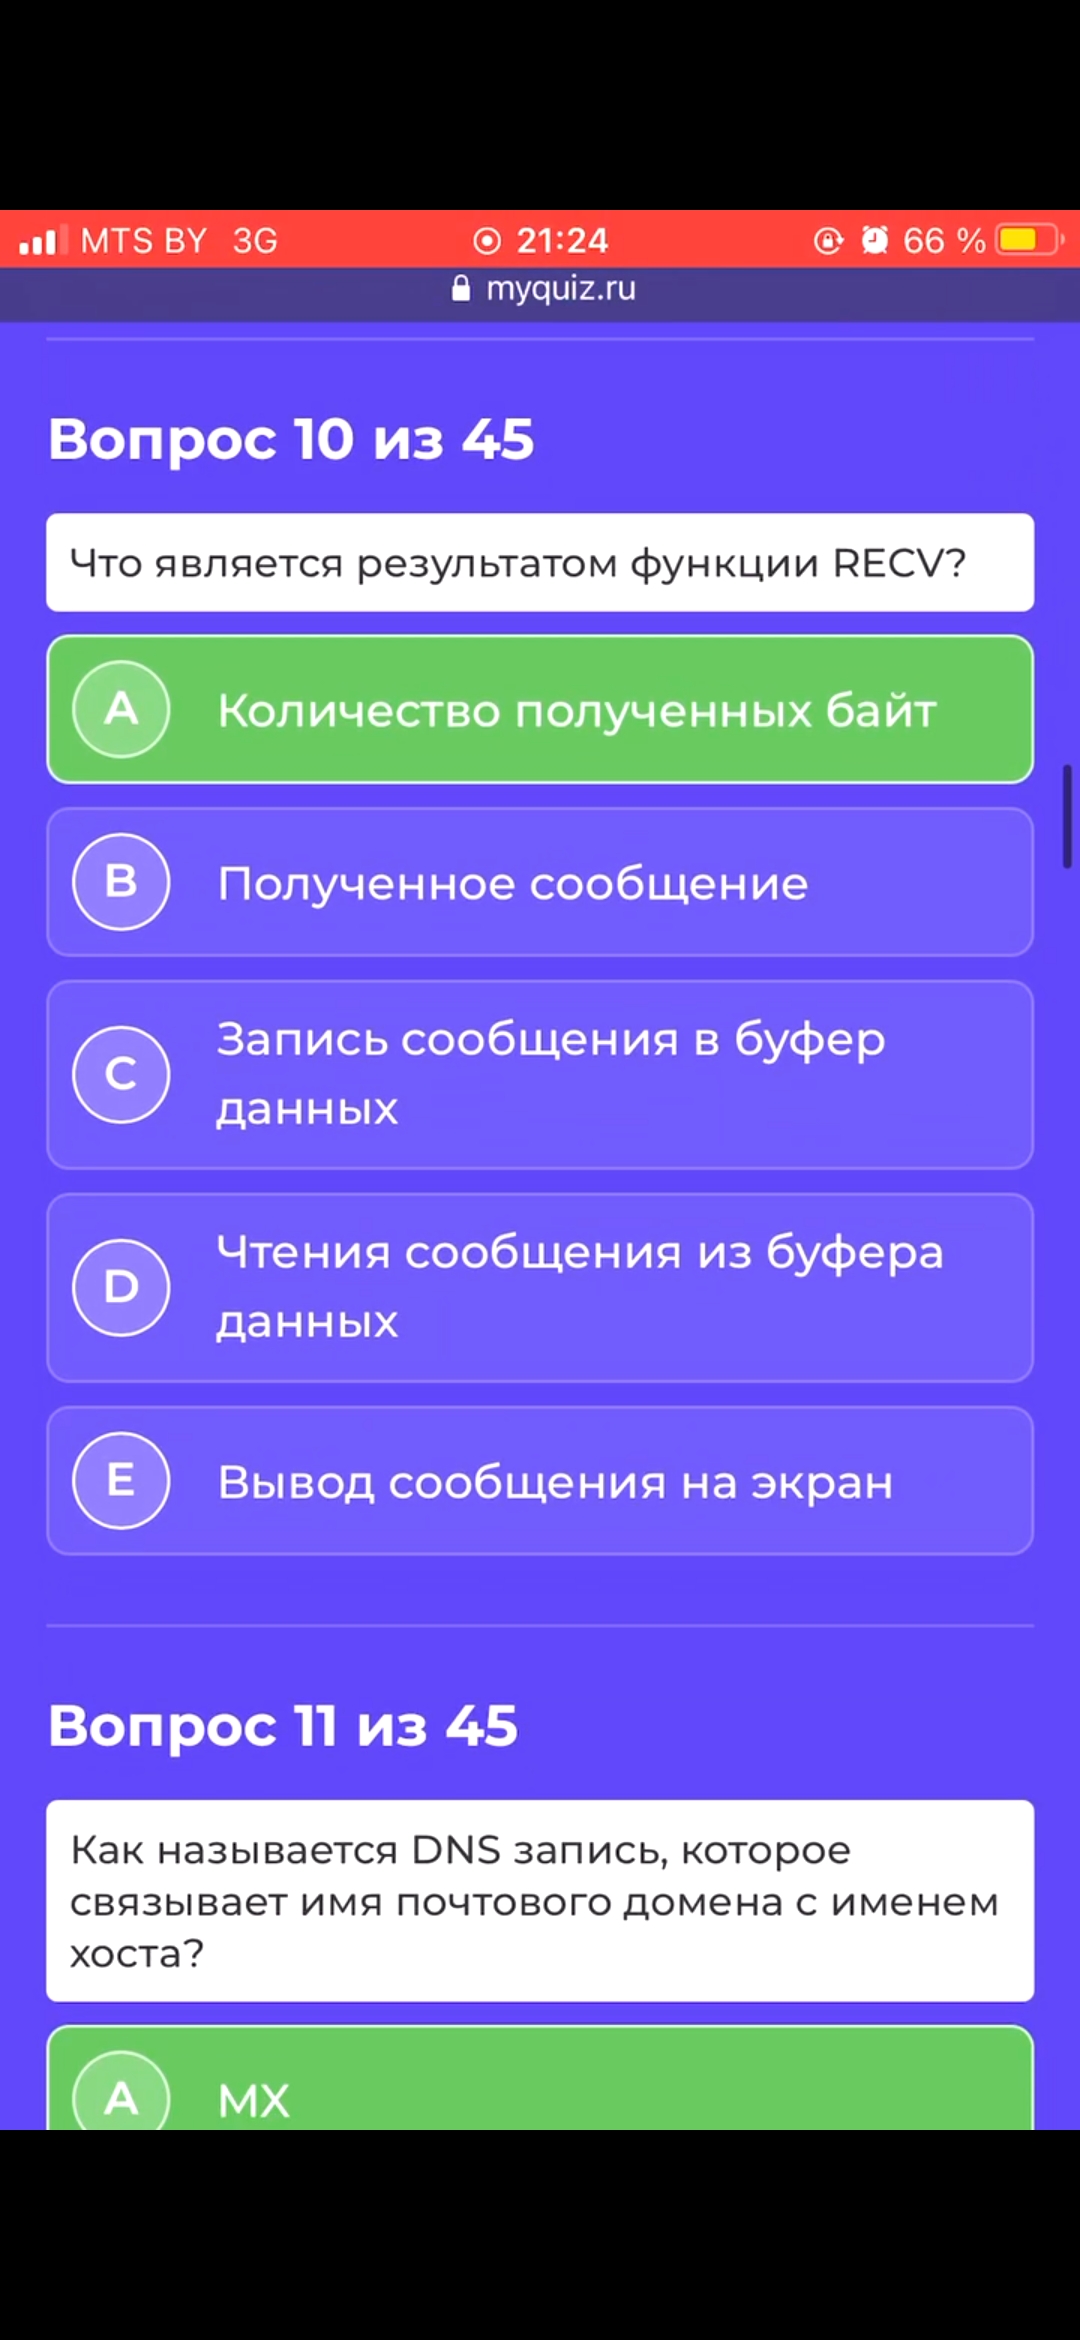 MTS BY 3G 21:24 66 %
myquiz.ru
Вопрос 10 из 45
Что является результатом функции RECV?
A Количество полученных байт
B Полученное сообщение
C Запись сообщения в буфер
данных
D Чтения сообщения из буфера
данных
E Вывод сообщения на экран
Вопрос 11 из 45
Как называется DNS запись, которое
связывает имя почтового домена с именем
хоста?
A MX